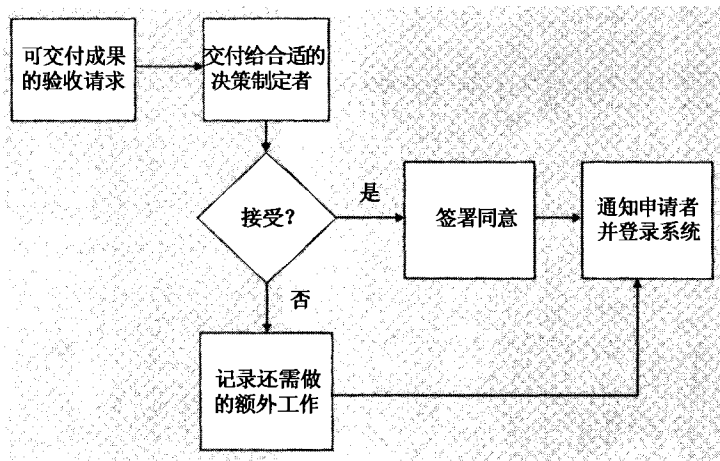 可交付成果
的验收请求
交付给合适的
决策制定者
接受？
是
签署同意
通知申请者
并登录系统
否
记录还需做
的额外工作